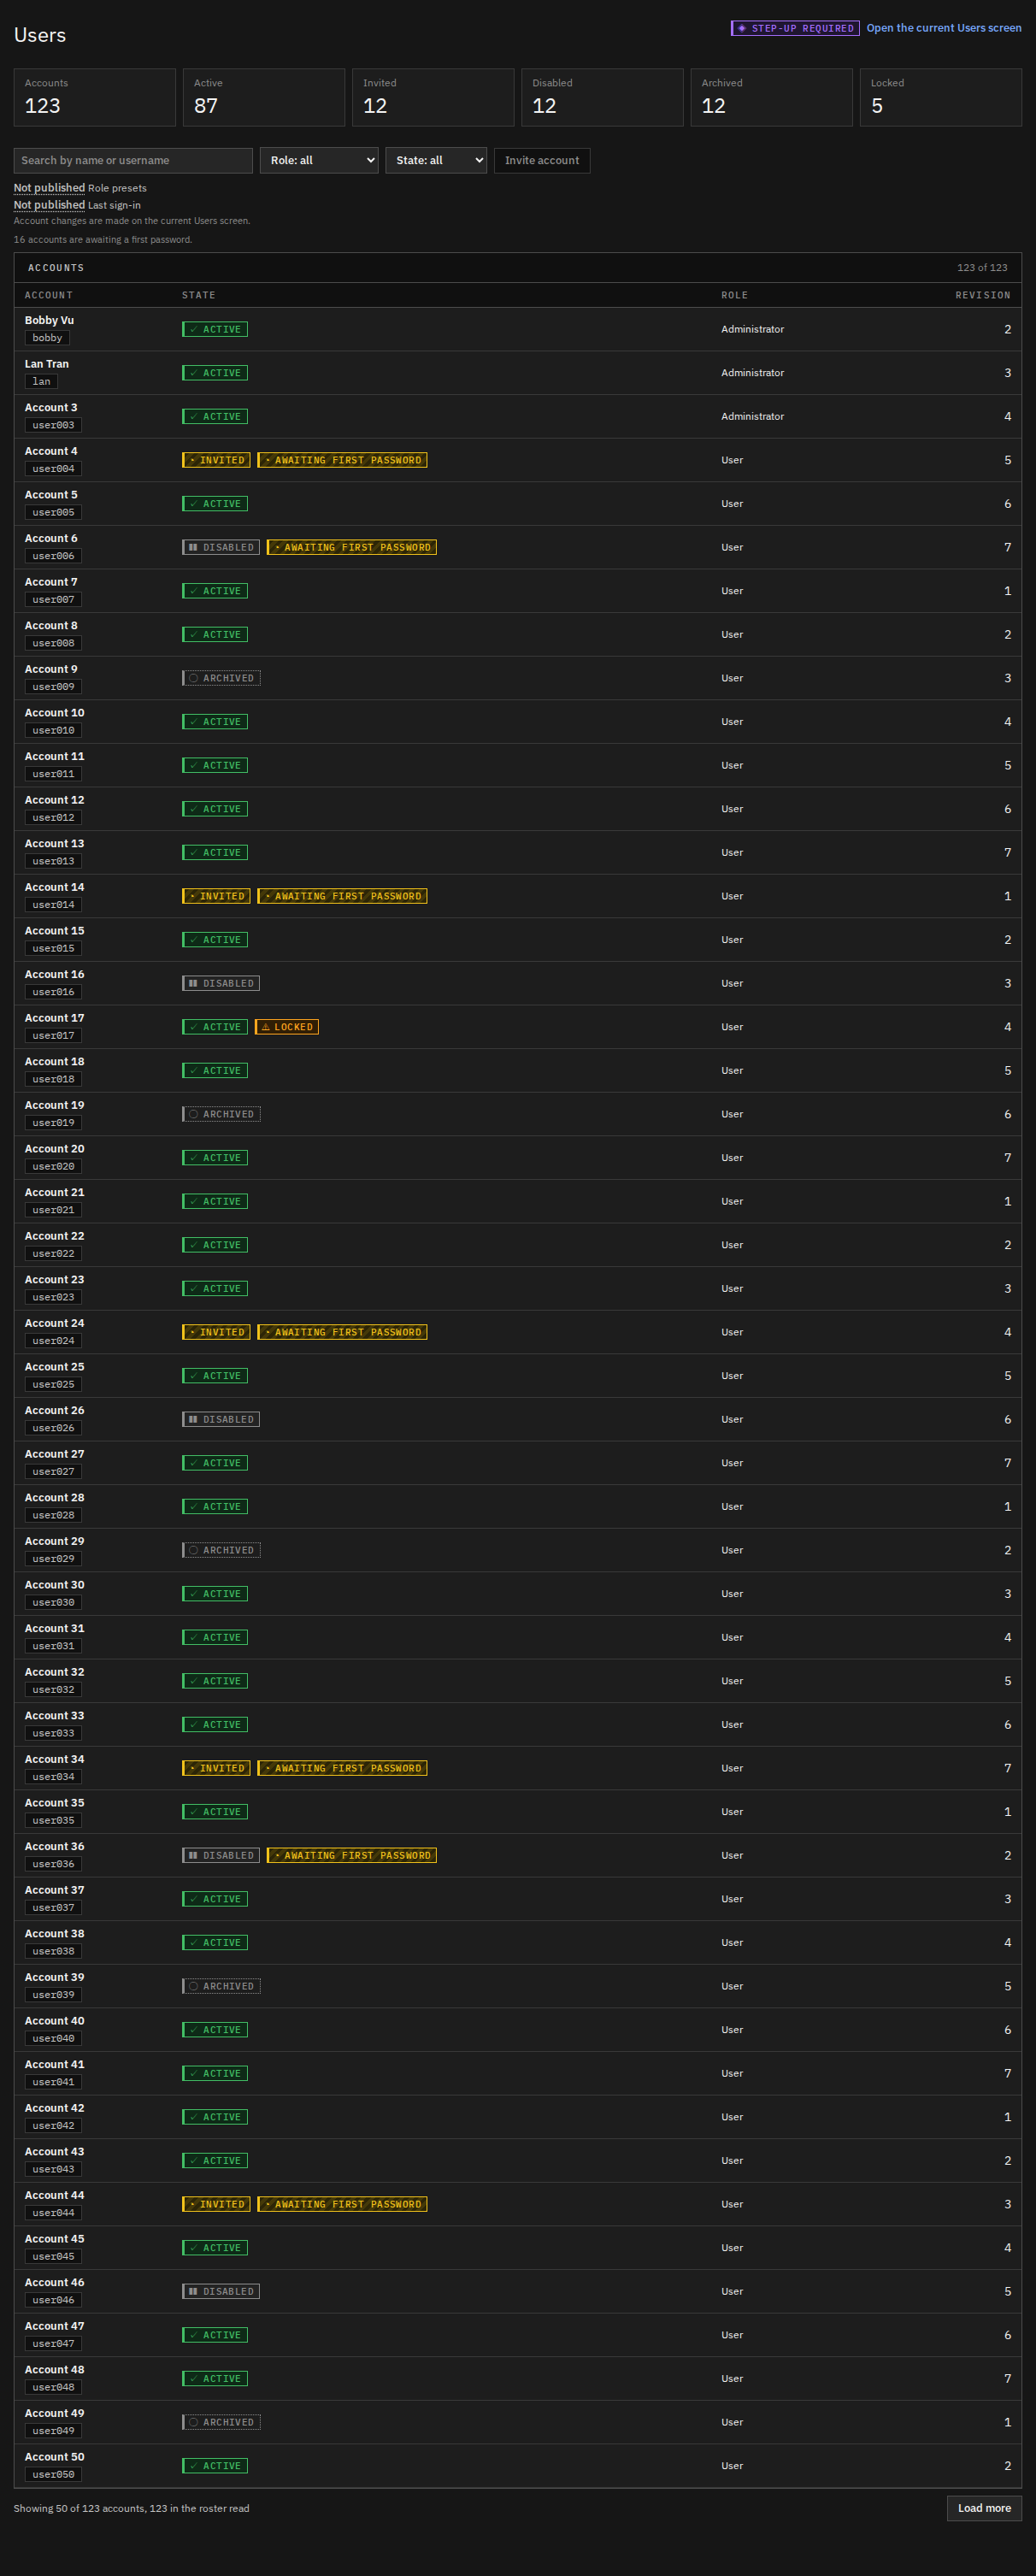 Users
◈ STEP-UP REQUIRED Open the current Users screen
Accounts Active Invited Disabled Archived Locked
123 87 12 12 12 5
Search by name or username Role: all State: all Invite account
Not published Role presets
Not published Last sign-in
Account changes are made on the current Users screen.
16 accounts are awaiting a first password.
ACCOUNTS 123 of 123
ACCOUNT STATE ROLE REVISION
Bobby Vu
bobby ✓ ACTIVE Administrator 2
Lan Tran
lan ✓ ACTIVE Administrator 3
Account 3
user003 ✓ ACTIVE Administrator 4
Account 4
user004 INVITED AWAITING FIRST PASSWORD User 5
Account 5
user005 ✓ ACTIVE User 6
Account 6
user006 DISABLED AWAITING FIRST PASSWORD User 7
Account 7
user007 ✓ ACTIVE User 1
Account 8
user008 ✓ ACTIVE User 2
Account 9
user009 ARCHIVED User 3
Account 10
user010 ✓ ACTIVE User 4
Account 11
user011 ✓ ACTIVE User 5
Account 12
user012 ✓ ACTIVE User 6
Account 13
user013 ✓ ACTIVE User 7
Account 14
user014 INVITED AWAITING FIRST PASSWORD User 1
Account 15
user015 ✓ ACTIVE User 2
Account 16
user016 DISABLED User 3
Account 17
user017 ✓ ACTIVE ⚠ LOCKED User 4
Account 18
user018 ✓ ACTIVE User 5
Account 19
user019 ARCHIVED User 6
Account 20
user020 ✓ ACTIVE User 7
Account 21
user021 ✓ ACTIVE User 1
Account 22
user022 ✓ ACTIVE User 2
Account 23
user023 ✓ ACTIVE User 3
Account 24
user024 INVITED AWAITING FIRST PASSWORD User 4
Account 25
user025 ✓ ACTIVE User 5
Account 26
user026 DISABLED User 6
Account 27
user027 ✓ ACTIVE User 7
Account 28
user028 ✓ ACTIVE User 1
Account 29
user029 ARCHIVED User 2
Account 30
user030 ✓ ACTIVE User 3
Account 31
user031 ✓ ACTIVE User 4
Account 32
user032 ✓ ACTIVE User 5
Account 33
user033 ✓ ACTIVE User 6
Account 34
user034 INVITED AWAITING FIRST PASSWORD User 7
Account 35
user035 ✓ ACTIVE User 1
Account 36
user036 DISABLED AWAITING FIRST PASSWORD User 2
Account 37
user037 ✓ ACTIVE User 3
Account 38
user038 ✓ ACTIVE User 4
Account 39
user039 ARCHIVED User 5
Account 40
user040 ✓ ACTIVE User 6
Account 41
user041 ✓ ACTIVE User 7
Account 42
user042 ✓ ACTIVE User 1
Account 43
user043 ✓ ACTIVE User 2
Account 44
user044 INVITED AWAITING FIRST PASSWORD User 3
Account 45
user045 ✓ ACTIVE User 4
Account 46
user046 DISABLED User 5
Account 47
user047 ✓ ACTIVE User 6
Account 48
user048 ✓ ACTIVE User 7
Account 49
user049 ARCHIVED User 1
Account 50
user050 ✓ ACTIVE User 2
Showing 50 of 123 accounts, 123 in the roster read Load more